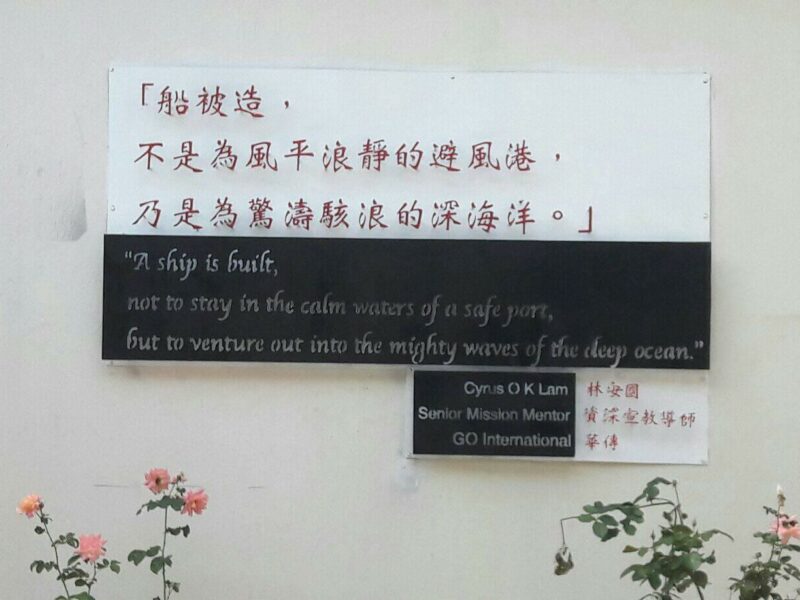 「船被造，
不是為風平浪靜的避風港，
乃是為驚濤駭浪的深海洋。」
"A ship is built,
not to stay in the calm waters of a safe port,
but to venture out into the mighty waves of the deep ocean."
Cyrus O K Lam 林安國
Senior Mission Mentor 資深宣教導師
GO International 華傳